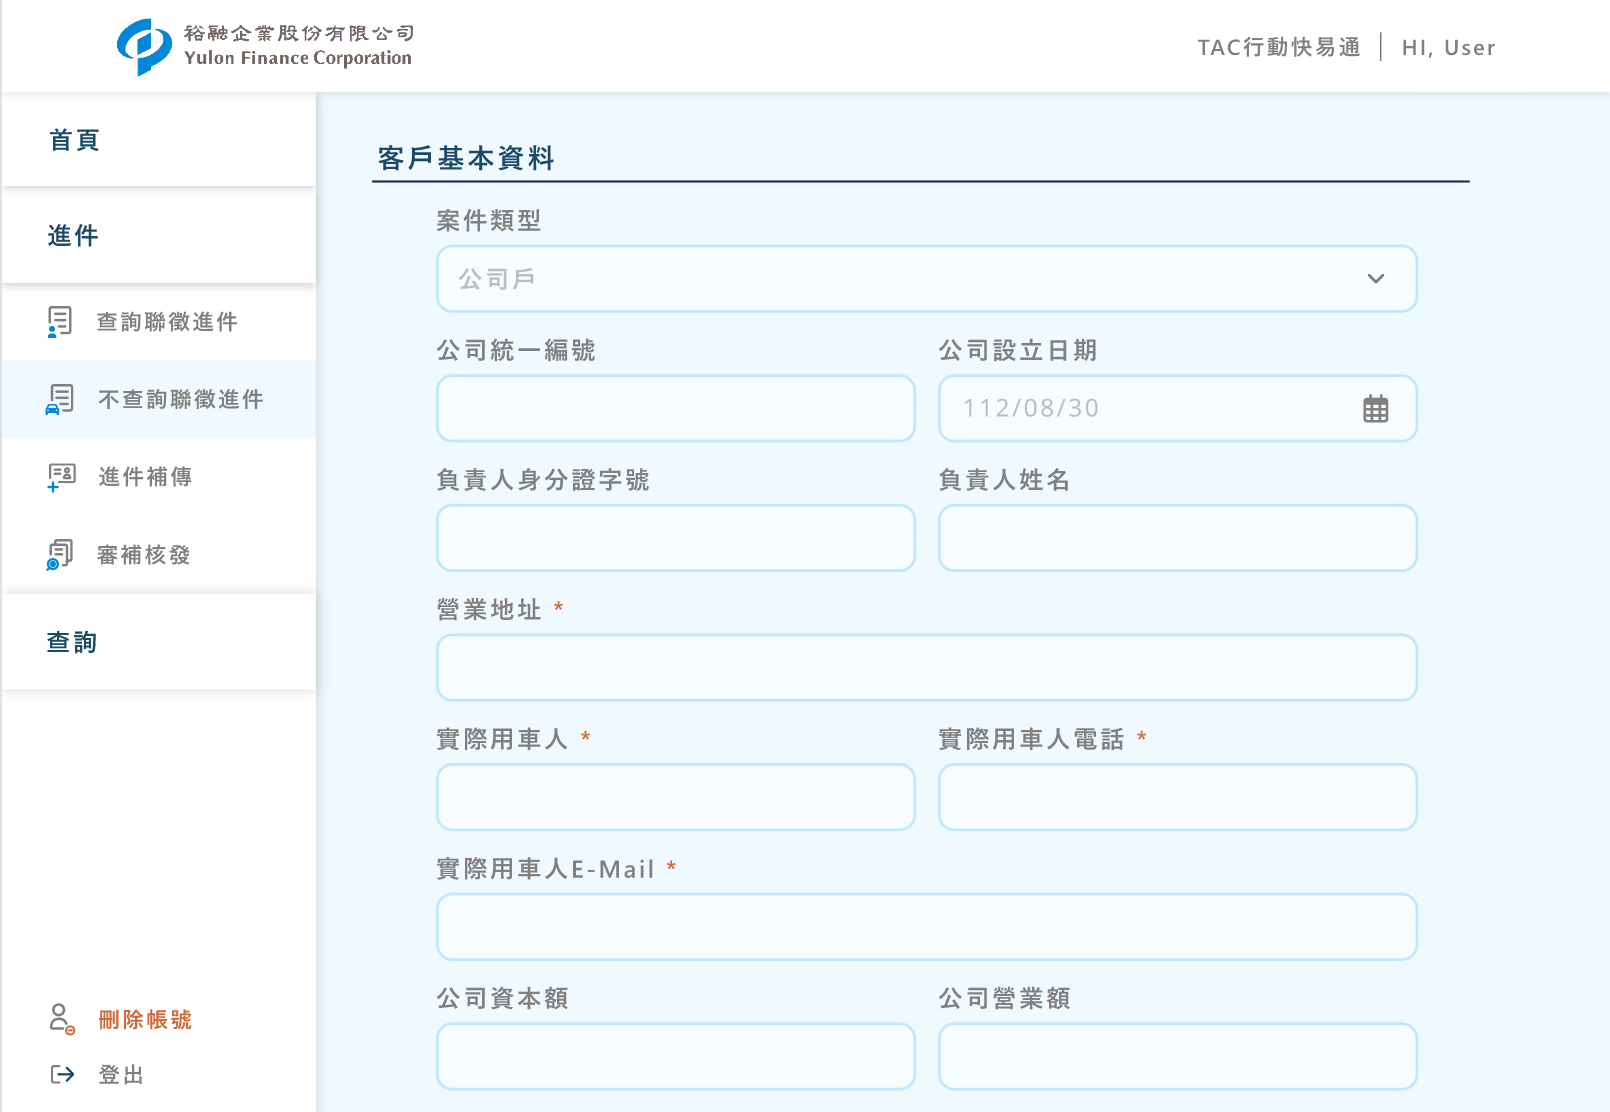 裕融企業股份有限公司
Yulon Finance Corporation
TAC行動快易通
HI, User
首頁
進件
查詢聯徵進件
不查詢聯徵進件
進件補傳
審補核發
查詢
刪除帳號
登出
客戶基本資料
案件類型
公司戶
公司統一編號
公司設立日期
112/08/30
負責人身分證字號
負責人姓名
營業地址 *
實際用車人 *
實際用車人電話 *
實際用車人E-Mail *
公司資本額
公司營業額